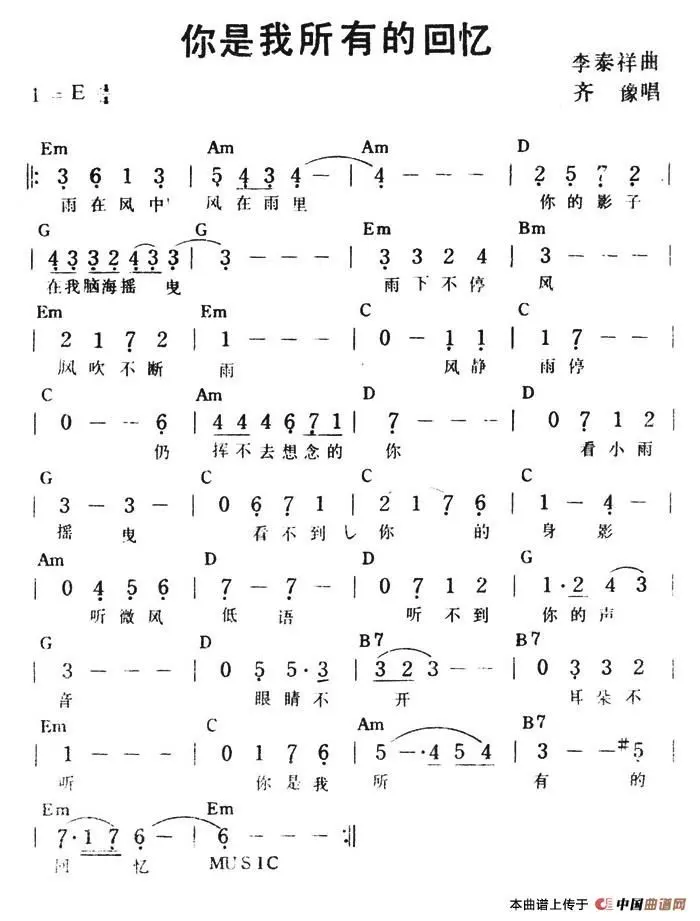 你是我所有的回忆
李泰祥曲
1=E 4/4
齐豫唱
Em Am Am D
‖: 3 6 1 3 | 5 4 3 4 - | 4 - - - | 2 5 7 2
雨在风中 风在雨里 你的影子
G G Em Bm
| 4 3 3 2 4 3 3 | 3 - - - | 3 3 2 4 | 3 - - -
在我脑海摇曳 雨下不停 风
Em Em C C
| 2 1 7 2 | 1 - - - | 0 - 1 1 | 1 7 - -
风吹不断 雨 风静 雨停
C Am D D
| 0 - - 6 | 4 4 4 6 7 1 | 7 - - - | 0 7 1 2
仍 挥不去想念的 你 看小雨
G C C C
| 3 - 3 - | 0 6 7 1 | 2 1 7 6 | 1 - 4 -
摇 曳 看不到 你 的 身 影
Am D D G
| 0 4 5 6 | 7 - 7 - | 0 7 1 2 | 1· 2 4 3
听微风 低 语 听不到 你的声
G D B7 B7
| 3 - - - | 0 5 5· 3 | 3 2 3 3 - - | 0 3 3 2
音 眼睛不 开 耳朵不
Em C Am B7
| 1 - - - | 0 1 7 6 | 5 - · 4 5 4 | 3 - - #5
听 你是我 所 有 的
Em Em
| 7· 1 7 6 - | 6 - - - :‖
回 忆 MUSIC
本曲谱上传于 中国曲谱网